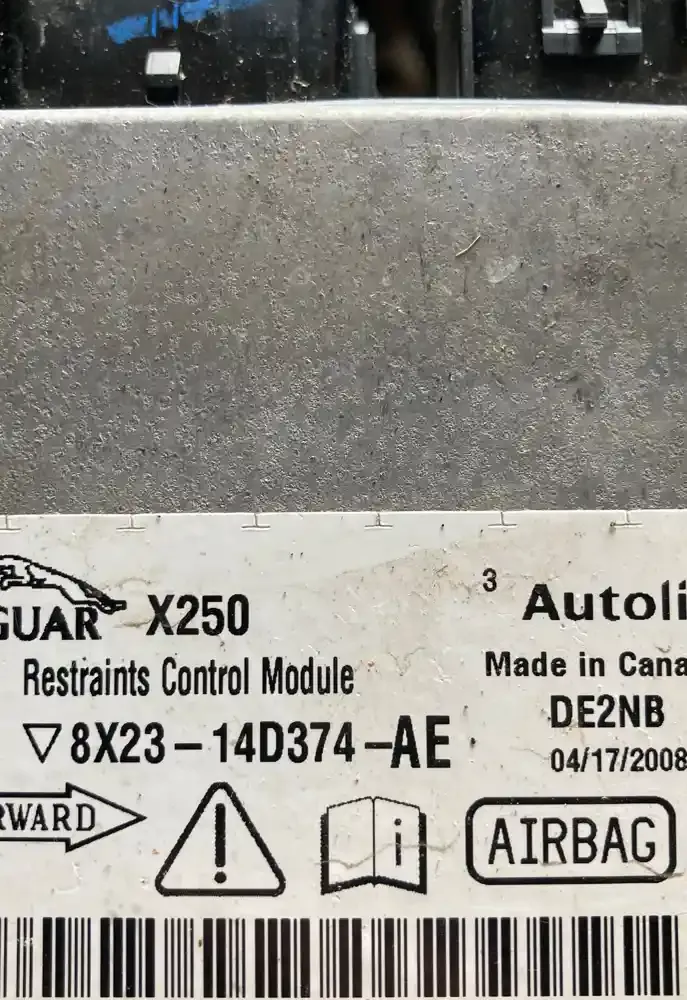 GUAR X250
3 Autoli
Restraints Control Module
Made in Cana
▽8X23-14D374-AE
DE2NB
04/17/2008
RWARD
i
AIRBAG